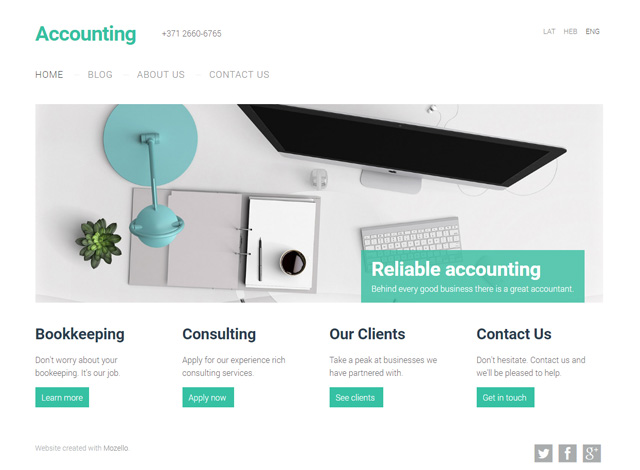 Accounting +371 2660-6765 LAT HEB ENG
HOME BLOG ABOUT US CONTACT US
Reliable accounting
Behind every good business there is a great accountant.
Bookkeeping
Don't worry about your
bookeeping. It's our job.
Learn more
Consulting
Apply for our experience rich
consulting services.
Apply now
Our Clients
Take a peak at businesses we
have partnered with.
See clients
Contact Us
Don't hesitate. Contact us and
we'll be pleased to help.
Get in touch
Website created with Mozello.